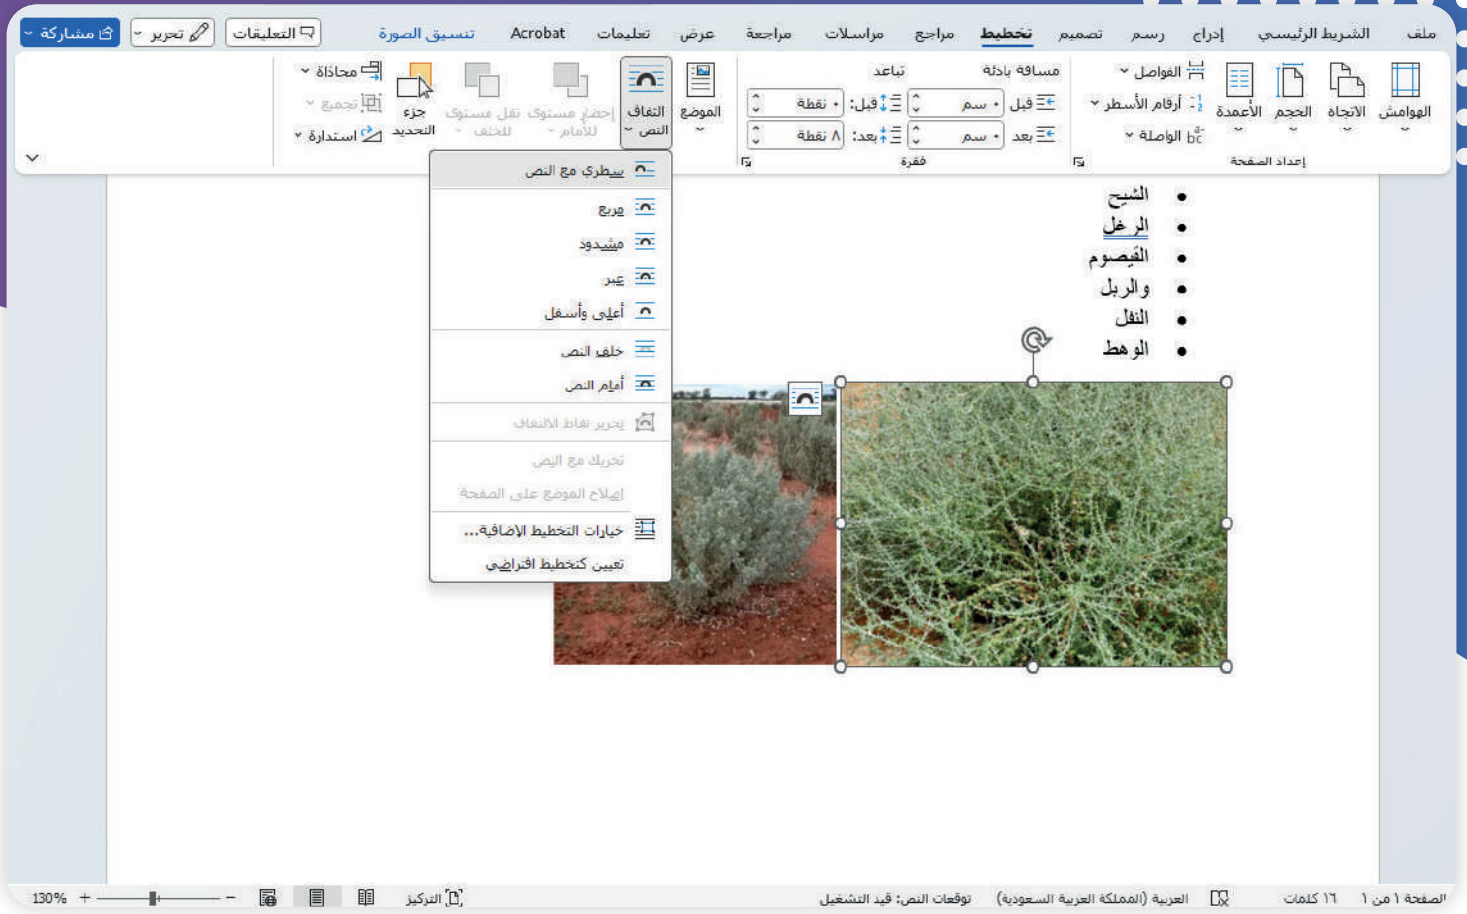 ملف الشريط الرئيسي إدراج رسم تصميم تخطيط مراجع مراسلات مراجعة عرض تعليمات Acrobat تنسيق الصورة التعليقات تحرير مشاركة
الهوامش
الاتجاه
الحجم
الأعمدة
الفواصل
أرقام الأسطر
الواصلة
إعداد الصفحة
مسافة بادئة
قبل ٠ سم
بعد ٠ سم
تباعد
قبل: ٠ نقطة
بعد: ٨ نقطة
فقرة
الموضع
التفاف النص
إحضار مستوى للأمام
نقل مستوى للخلف
جزء التحديد
محاذاة
تجميع
استدارة
سطري مع النص
مربع
مشدود
عبر
أعلى وأسفل
خلف النص
أمام النص
تحرير نقاط الالتفاف
تحريك مع النص
إصلاح الموضع على الصفحة
خيارات التخطيط الإضافية...
تعيين كتخطيط افتراضي
• الشيح
• الرغل
• القيصوم
• والربل
• النفل
• الوهط
الصفحة ١ من ١ ١٦ كلمات العربية (المملكة العربية السعودية) توقعات النص: قيد التشغيل التركيز 130%